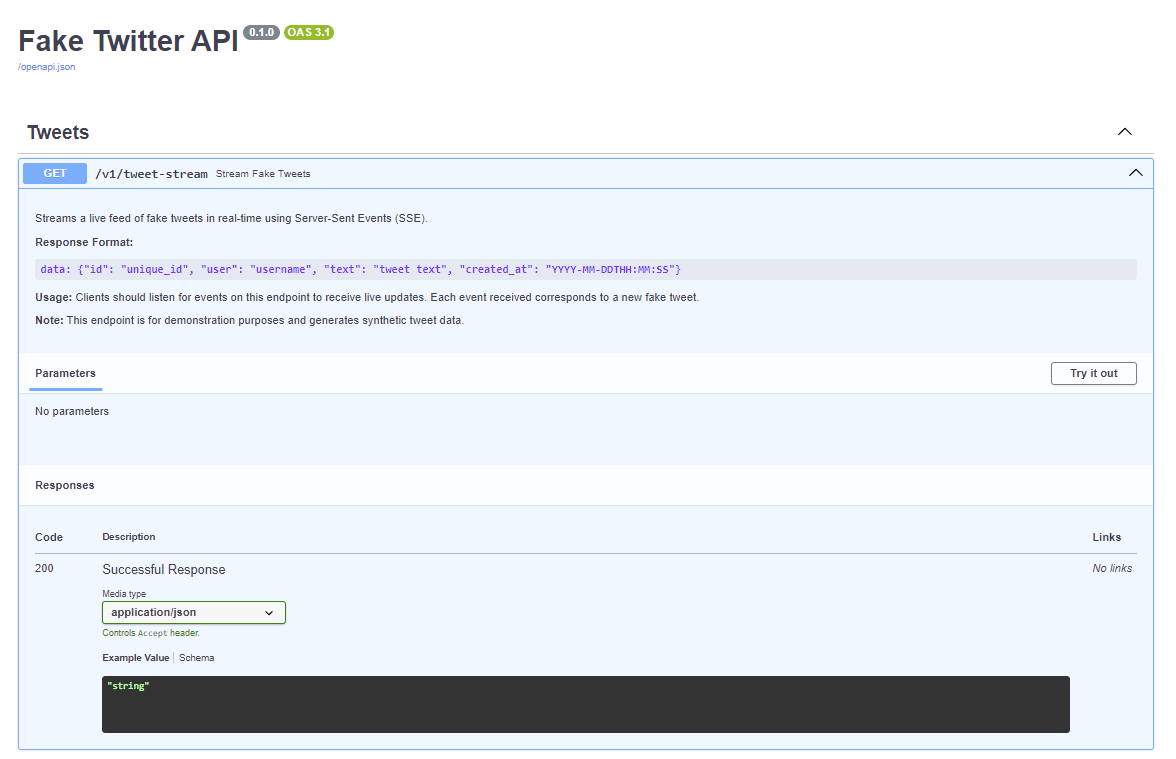 Fake Twitter API 0.1.0 OAS 3.1
/openapi.json
Tweets
GET /v1/tweet-stream Stream Fake Tweets
Streams a live feed of fake tweets in real-time using Server-Sent Events (SSE).
Response Format:
data: {"id": "unique_id", "user": "username", "text": "tweet text", "created_at": "YYYY-MM-DDTHH:MM:SS"}
Usage: Clients should listen for events on this endpoint to receive live updates. Each event received corresponds to a new fake tweet.
Note: This endpoint is for demonstration purposes and generates synthetic tweet data.
Parameters Try it out
No parameters
Responses
Code Description Links
200 Successful Response No links
Media type
application/json
Controls Accept header.
Example Value Schema
"string"